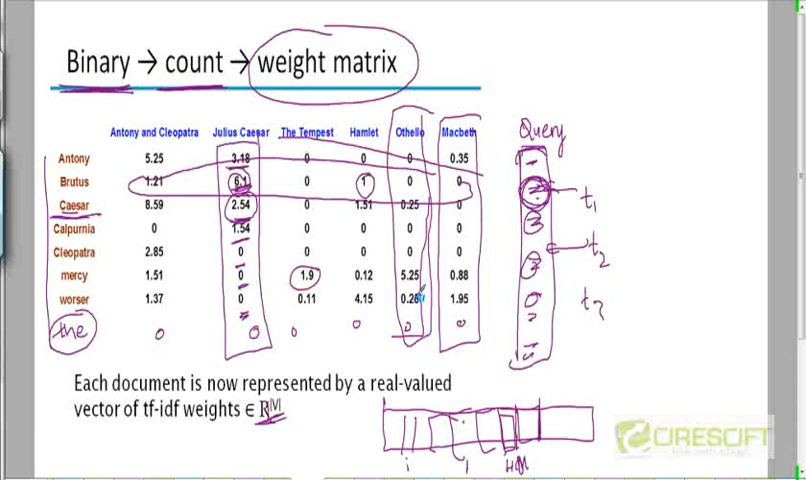 Binary → count → weight matrix
Antony and Cleopatra Julius Caesar The Tempest Hamlet Othello Macbeth
Antony 5.25 3.18 0 0 0 0.35
Brutus 1.21 6.1 0 1 0 0
Caesar 8.59 2.54 0 1.51 0.25 0
Calpurnia 0 1.54 0 0 0 0
Cleopatra 2.85 0 0 0 0 0
mercy 1.51 0 1.9 0.12 5.25 0.88
worser 1.37 0 0.11 4.15 0.25 1.95
the 0 0 0 0 0 0
Query
t1
t2
Each document is now represented by a real-valued
vector of tf-idf weights ∈ R^M